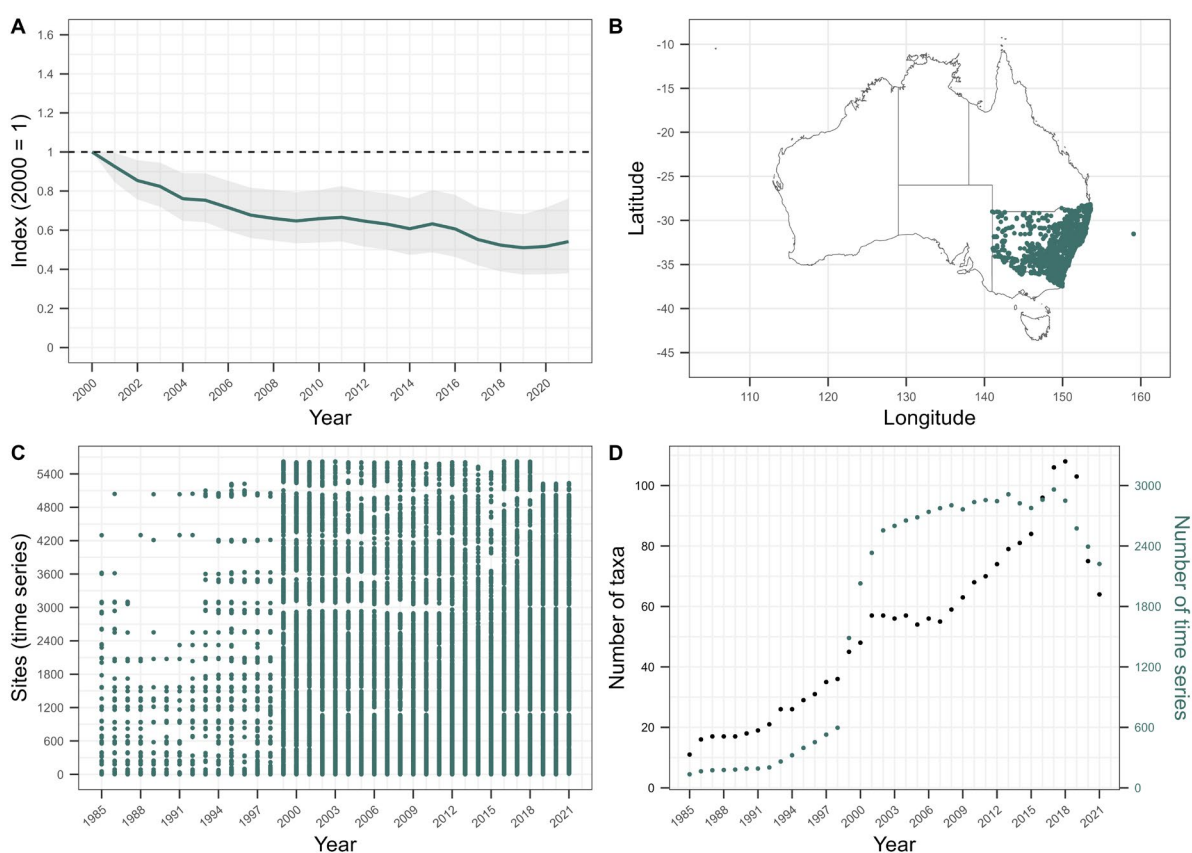 A
Index (2000 = 1)
1.6
1.4
1.2
1
0.8
0.6
0.4
0.2
0
2000 2002 2004 2006 2008 2010 2012 2014 2016 2018 2020
Year
B
Latitude
-10
-15
-20
-25
-30
-35
-40
-45
110 120 130 140 150 160
Longitude
C
Sites (time series)
5400
4800
4200
3600
3000
2400
1800
1200
600
0
1985 1988 1991 1994 1997 2000 2003 2006 2009 2012 2015 2018 2021
Year
D
Number of taxa
100
80
60
40
20
0
3000
2400
1800
1200
600
0
Number of time series
1985 1988 1991 1994 1997 2000 2003 2006 2009 2012 2015 2018 2021
Year